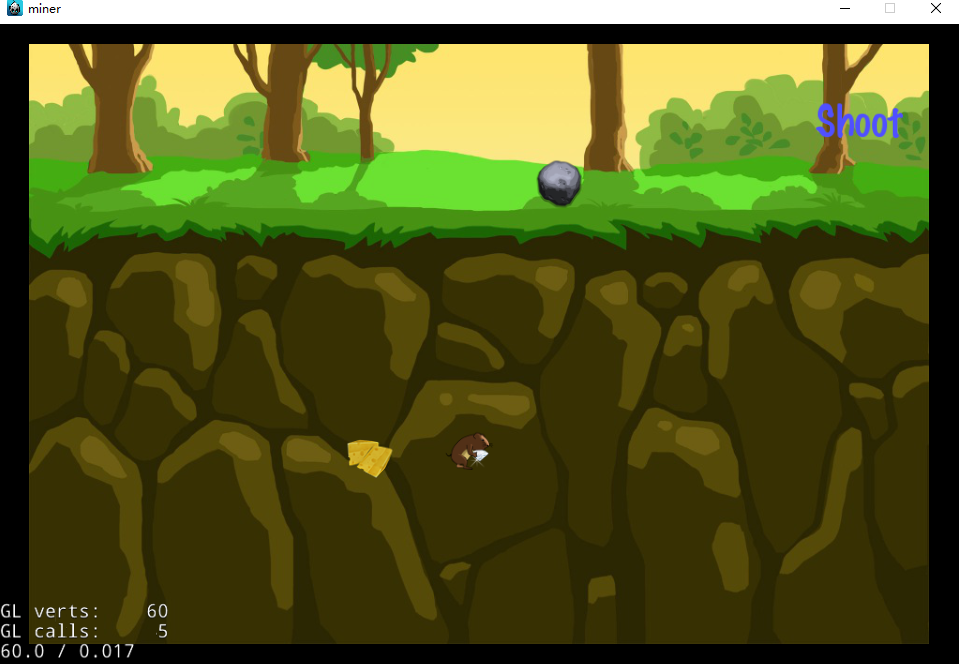 miner
Shoot
GL verts: 60
GL calls: 5
60.0 / 0.017